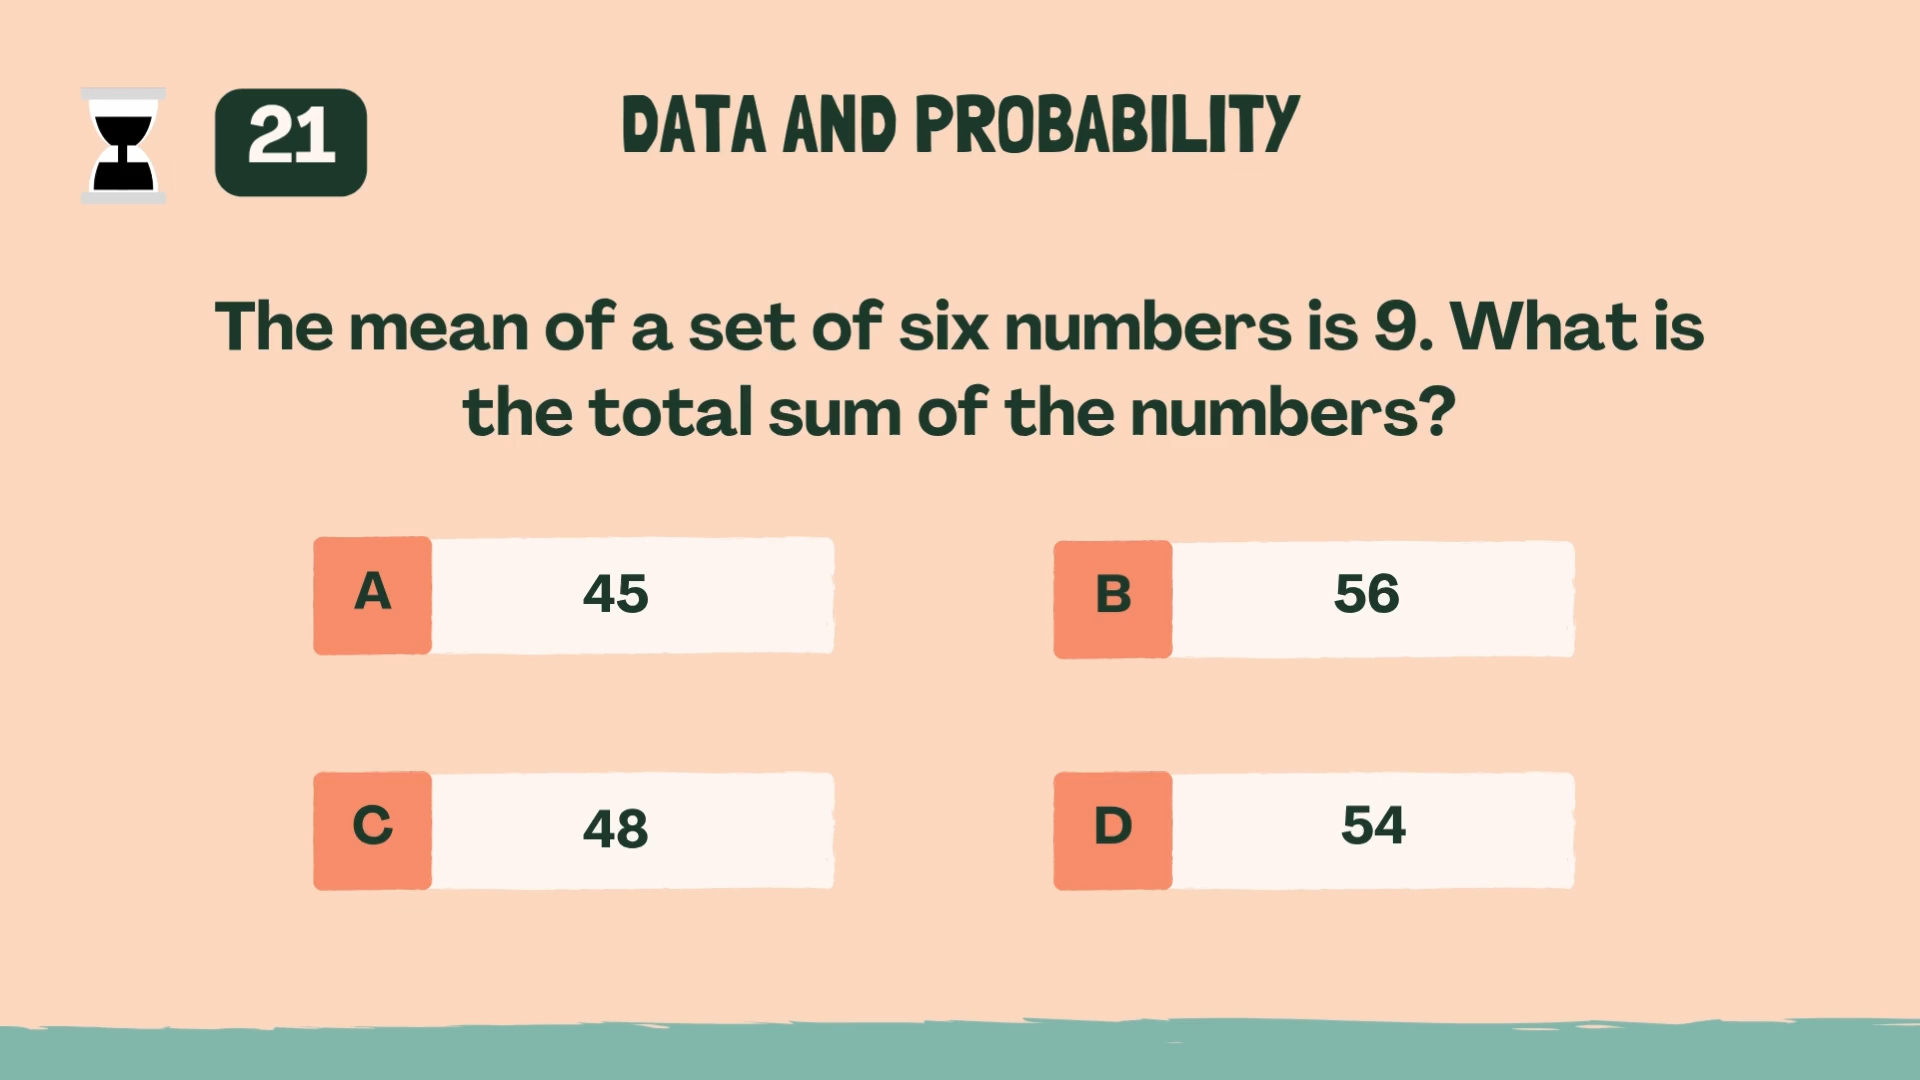 21
DATA AND PROBABILITY
The mean of a set of six numbers is 9. What is
the total sum of the numbers?
A 45
B 56
C 48
D 54